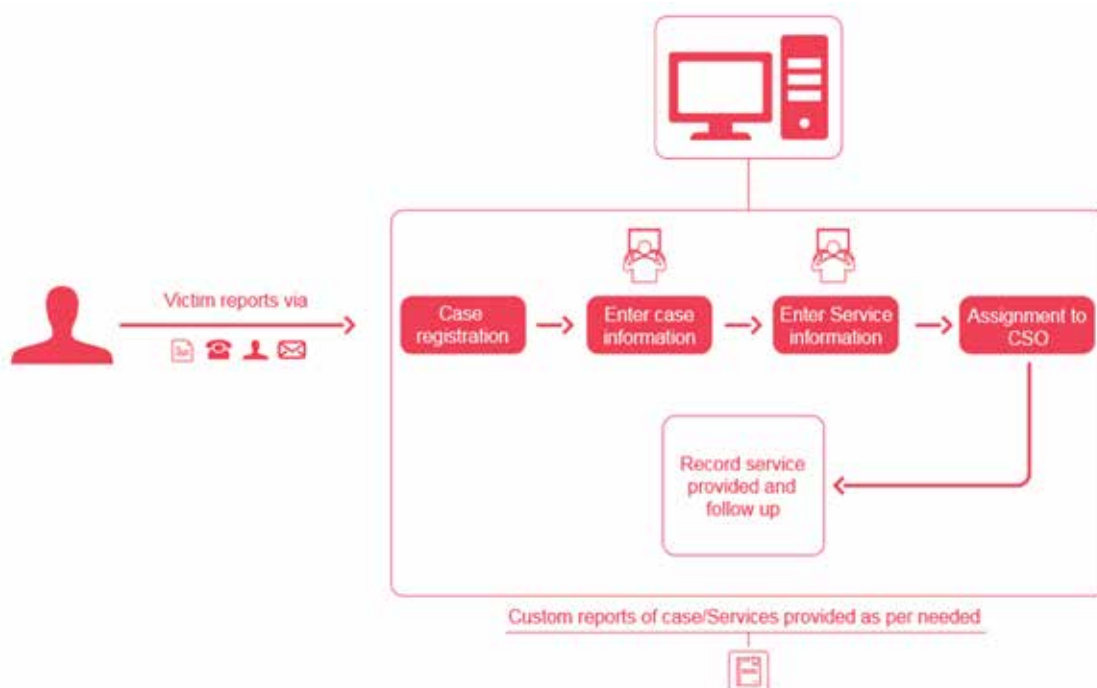 Victim reports via
Case
registration
Enter case
information
Enter Service
information
Assignment to
CSO
Record service
provided and
follow up
Custom reports of case/Services provided as per needed